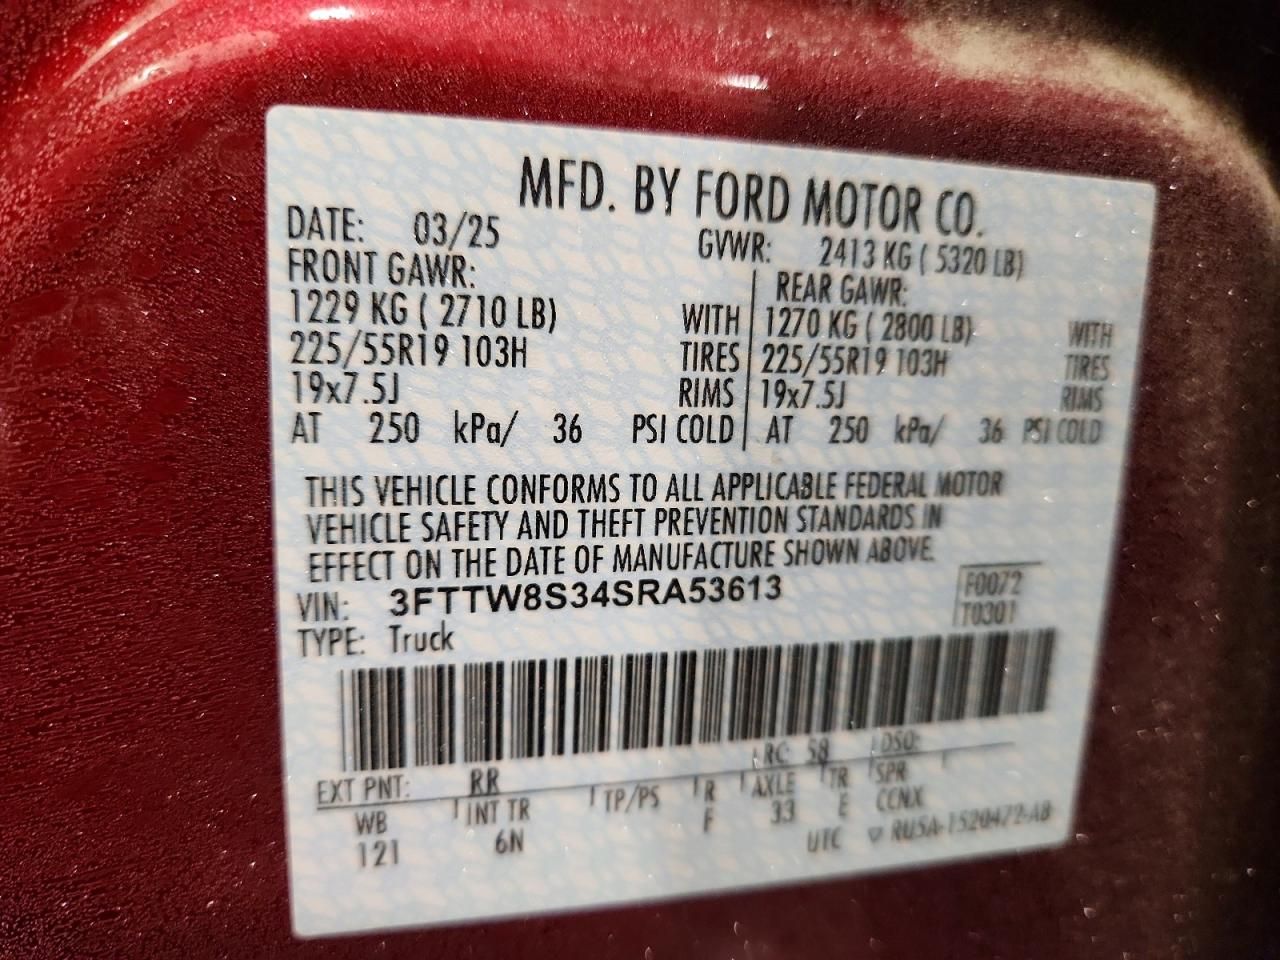 MFD. BY FORD MOTOR CO.
DATE: 03/25 GVWR: 2413 KG ( 5320 LB)
FRONT GAWR: REAR GAWR:
1229 KG ( 2710 LB) WITH 1270 KG ( 2800 LB) WITH
225/55R19 103H TIRES 225/55R19 103H TIRES
19x7.5J RIMS 19x7.5J RIMS
AT 250 kPa/ 36 PSI COLD AT 250 kPa/ 36 PSI COLD
THIS VEHICLE CONFORMS TO ALL APPLICABLE FEDERAL MOTOR
VEHICLE SAFETY AND THEFT PREVENTION STANDARDS IN
EFFECT ON THE DATE OF MANUFACTURE SHOWN ABOVE.
VIN: 3FTTW8S34SRA53613 F0072
TYPE: Truck T0301
EXT PNT: RR RC: 58 DSO:
WB INT TR TP/PS R AXLE TR SPR
121 6N F 33 E CCNX
UTC ▽ RU5A-1520472-AB